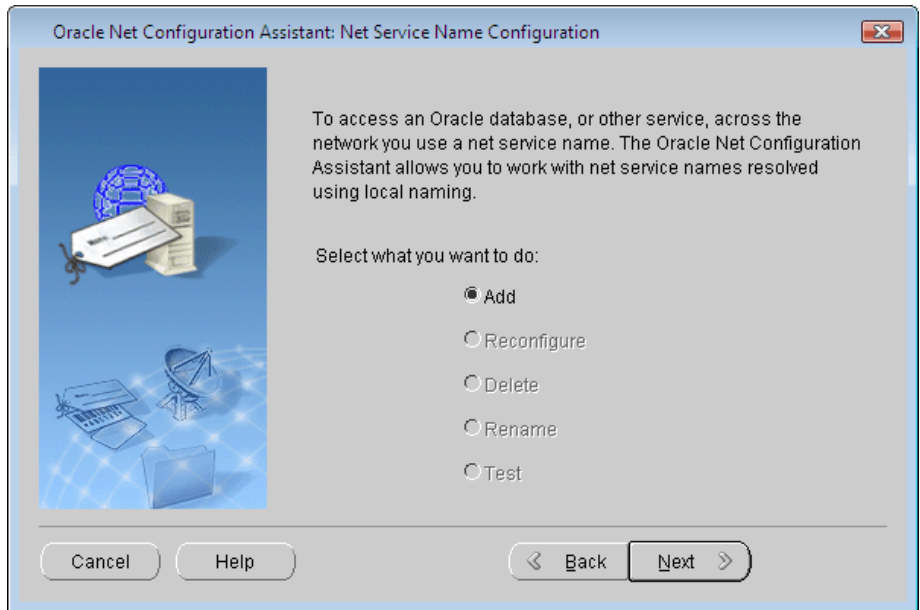 Oracle Net Configuration Assistant: Net Service Name Configuration
To access an Oracle database, or other service, across the
network you use a net service name. The Oracle Net Configuration
Assistant allows you to work with net service names resolved
using local naming.
Select what you want to do:
Add
Reconfigure
Delete
Rename
Test
Cancel
Help
Back
Next